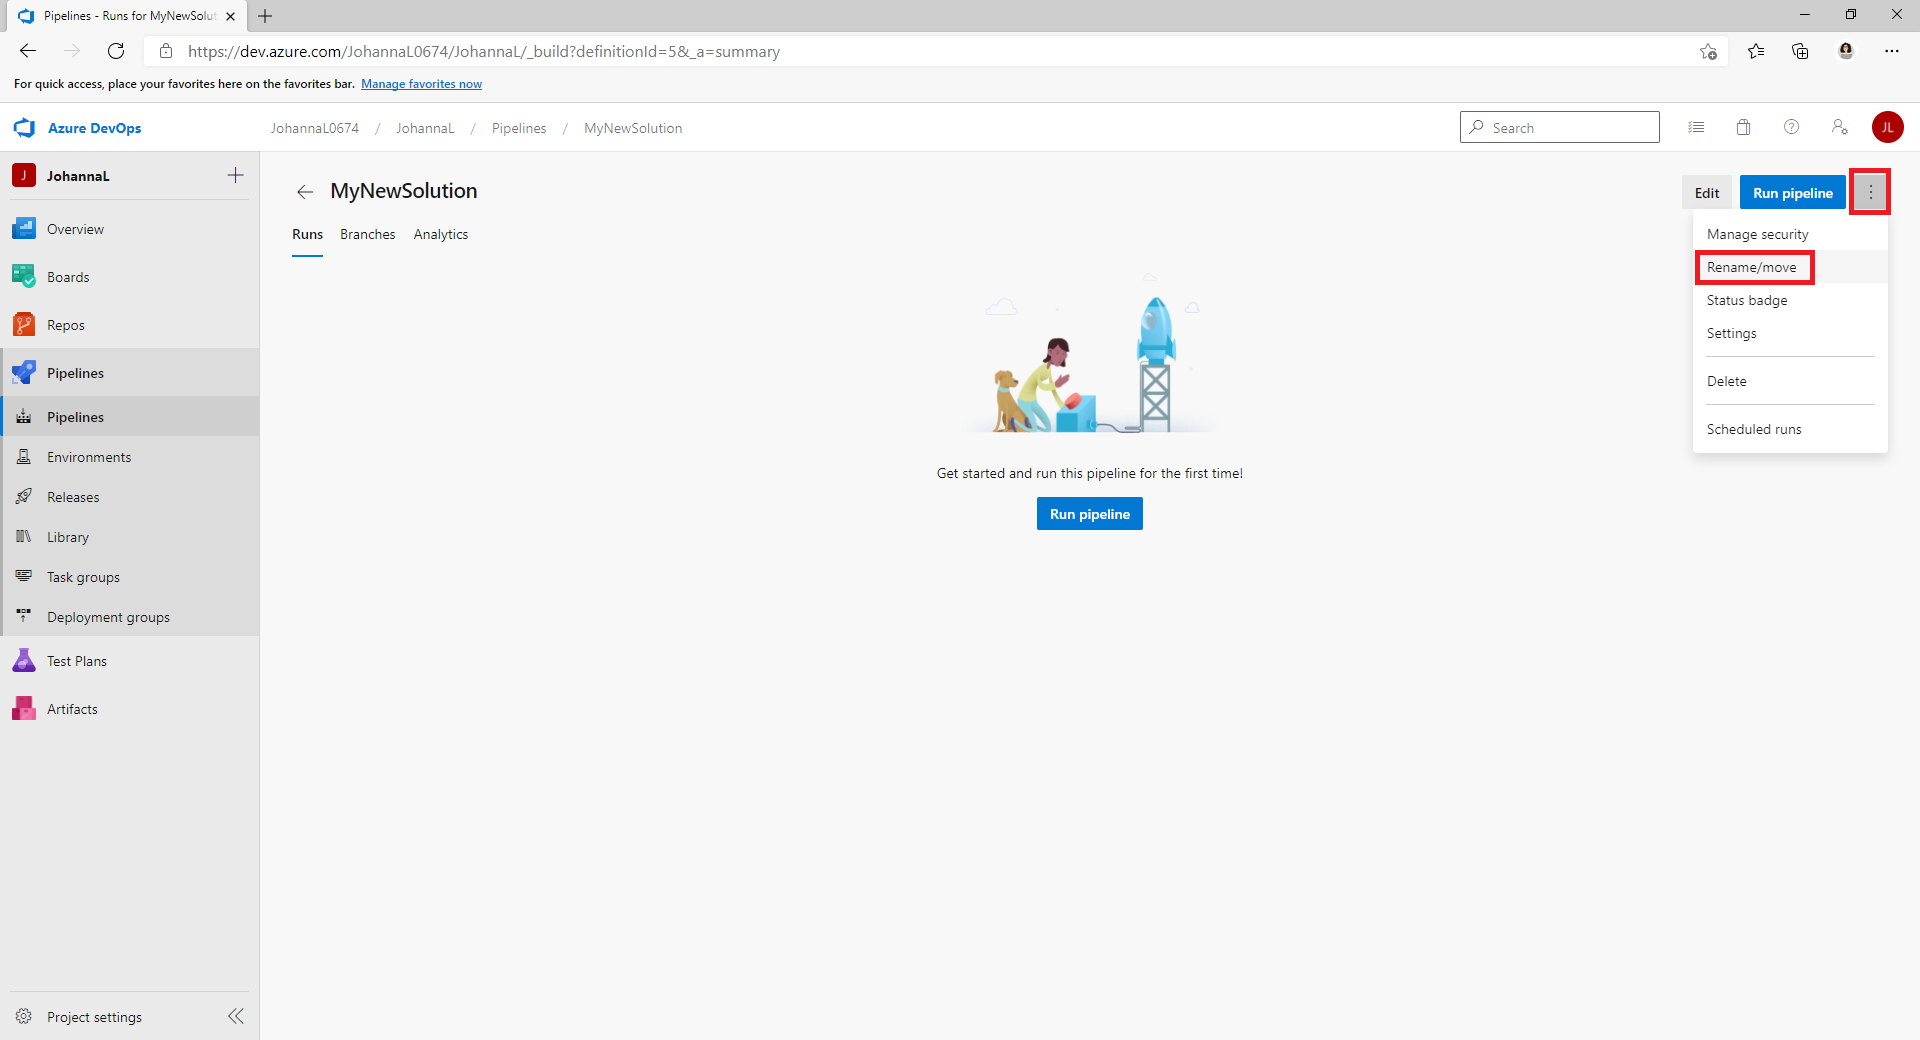 Pipelines - Runs for MyNewSolut
https://dev.azure.com/JohannaL0674/JohannaL/_build?definitionId=5&_a=summary
For quick access, place your favorites here on the favorites bar. Manage favorites now
Azure DevOps
JohannaL0674 / JohannaL / Pipelines / MyNewSolution
Search
JL
J JohannaL
Overview
Boards
Repos
Pipelines
Pipelines
Environments
Releases
Library
Task groups
Deployment groups
Test Plans
Artifacts
Project settings
MyNewSolution
Edit
Run pipeline
Runs Branches Analytics
Manage security
Rename/move
Status badge
Settings
Delete
Scheduled runs
Get started and run this pipeline for the first time!
Run pipeline